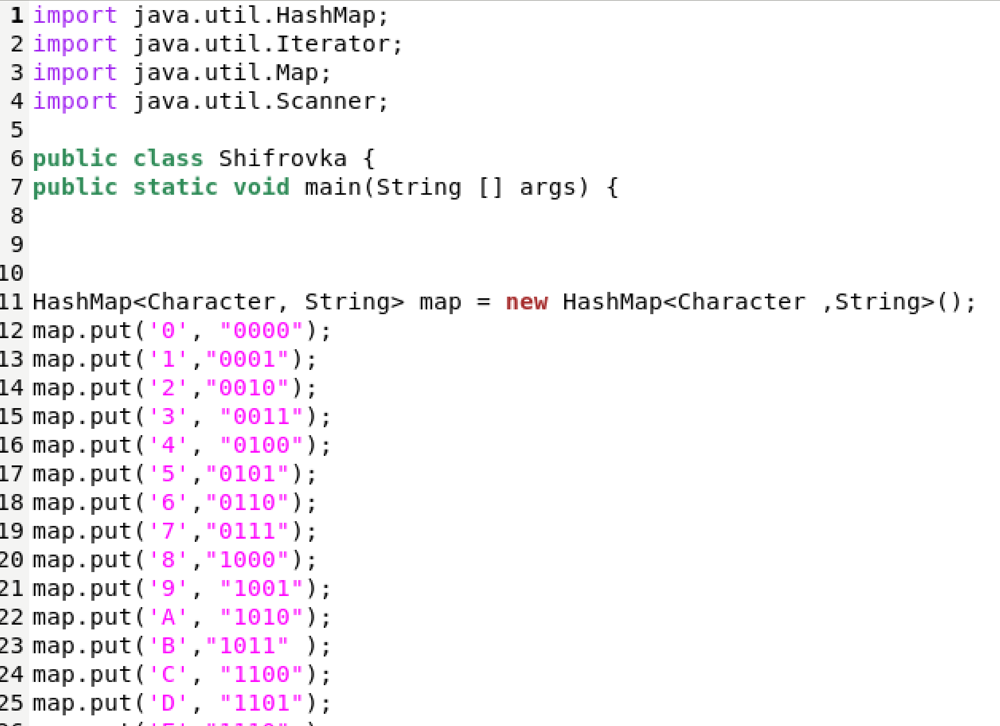 1 import java.util.HashMap;
2 import java.util.Iterator;
3 import java.util.Map;
4 import java.util.Scanner;
5
6 public class Shifrovka {
7 public static void main(String [] args) {
8
9
10
11 HashMap<Character, String> map = new HashMap<Character ,String>();
12 map.put('0', "0000");
13 map.put('1',"0001");
14 map.put('2',"0010");
15 map.put('3', "0011");
16 map.put('4', "0100");
17 map.put('5',"0101");
18 map.put('6',"0110");
19 map.put('7',"0111");
20 map.put('8',"1000");
21 map.put('9', "1001");
22 map.put('A', "1010");
23 map.put('B',"1011" );
24 map.put('C', "1100");
25 map.put('D', "1101");